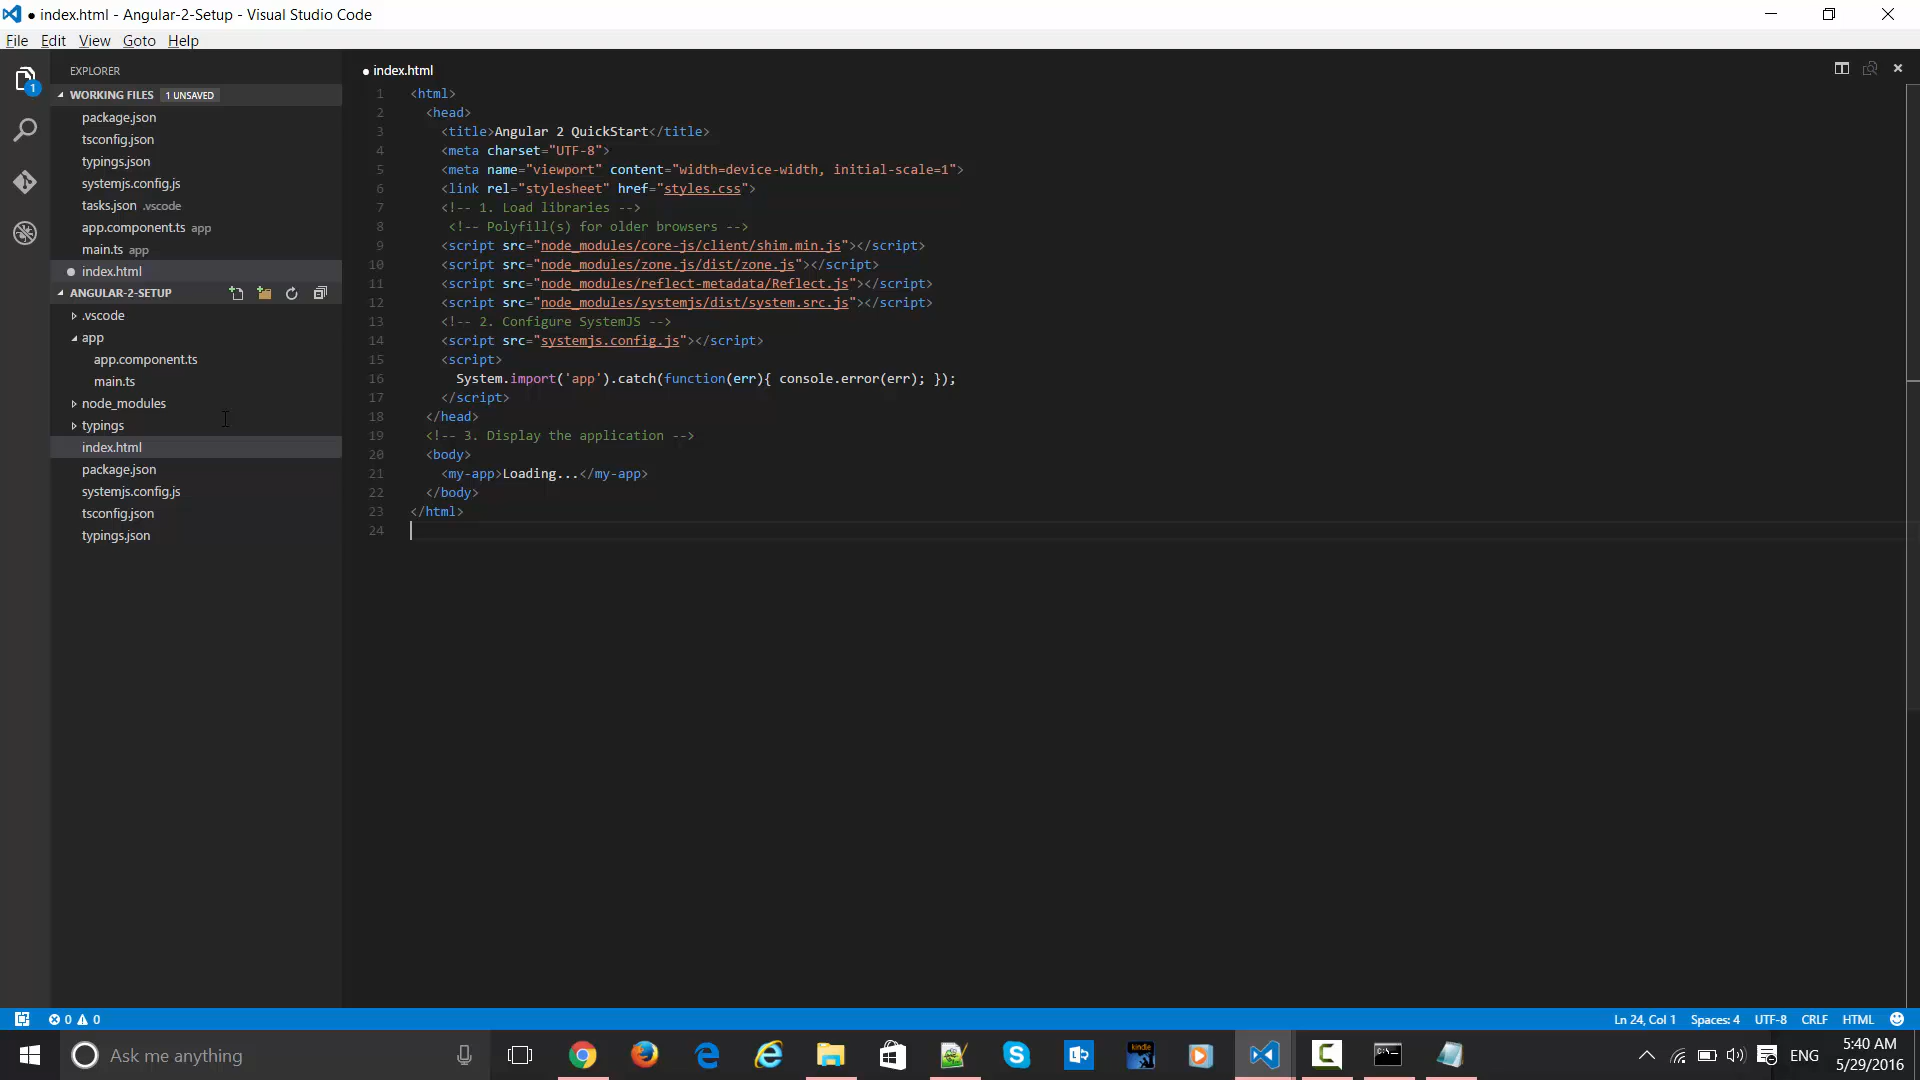 index.html - Angular-2-Setup - Visual Studio Code
File Edit View Goto Help
EXPLORER
WORKING FILES 1 UNSAVED
package.json
tsconfig.json
typings.json
systemjs.config.js
tasks.json .vscode
app.component.ts app
main.ts app
index.html
ANGULAR-2-SETUP
.vscode
app
app.component.ts
main.ts
node_modules
typings
index.html
package.json
systemjs.config.js
tsconfig.json
typings.json
1
index.html
1 <html>
2 <head>
3 <title>Angular 2 QuickStart</title>
4 <meta charset="UTF-8">
5 <meta name="viewport" content="width=device-width, initial-scale=1">
6 <link rel="stylesheet" href="styles.css">
7 <!-- 1. Load libraries -->
8 <!-- Polyfill(s) for older browsers -->
9 <script src="node_modules/core-js/client/shim.min.js"></script>
10 <script src="node_modules/zone.js/dist/zone.js"></script>
11 <script src="node_modules/reflect-metadata/Reflect.js"></script>
12 <script src="node_modules/systemjs/dist/system.src.js"></script>
13 <!-- 2. Configure SystemJS -->
14 <script src="systemjs.config.js"></script>
15 <script>
16 System.import('app').catch(function(err){ console.error(err); });
17 </script>
18 </head>
19 <!-- 3. Display the application -->
20 <body>
21 <my-app>Loading...</my-app>
22 </body>
23 </html>
24
0 0
Ln 24, Col 1 Spaces: 4 UTF-8 CRLF HTML
Ask me anything
kindle
C:\_
ENG
5:40 AM
5/29/2016